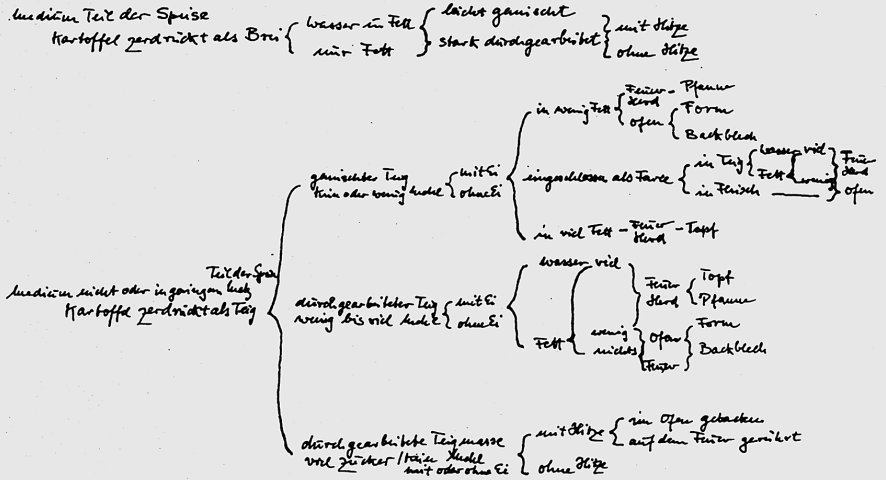 Medium Teil der Speise
Kartoffel zerdrückt als Brei
Wasser u Fett
nur Fett
leicht gemischt
stark durchgearbeitet
mit Hitze
ohne Hitze
Medium nicht oder in geringem
Teil der Speise
Kartoffel zerdrückt als Teig
gemischter Teig
kein oder wenig Mehl
mit Ei
ohne Ei
in wenig Fett
Feuer - Pfanne
Herd
Ofen
Form
Backblech
eingeschlossen als Farce
in Teig
Wasser viel
Fett
wenig
Feuer
Herd
Ofen
in Fleisch
in viel Fett - Feuer - Topf
Herd
durchgearbeiteter Teig
wenig bis viel Mehl
mit Ei
ohne Ei
Wasser viel
Fett
wenig
nichts
Feuer
Herd
Topf
Pfanne
Ofen
Feuer
Form
Backblech
durchgearbeitete Teigmasse
viel Zucker / kein Mehl
mit oder ohne Ei
mit Hitze
im Ofen gebacken
auf dem Feuer gerührt
ohne Hitze